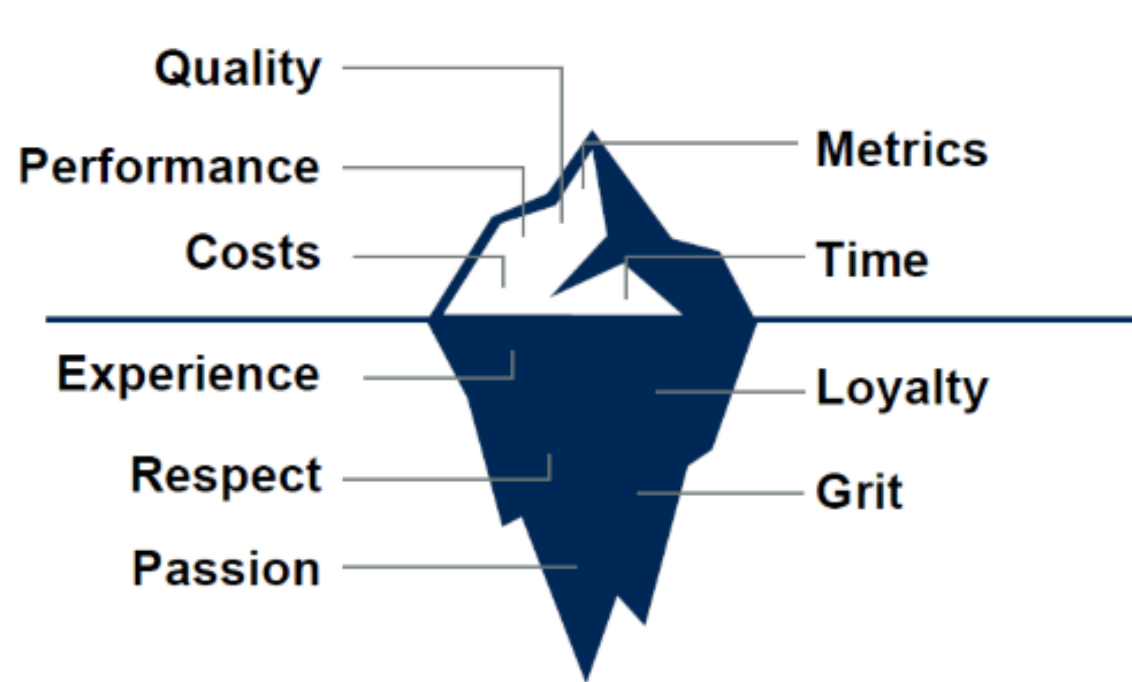 Quality
Metrics
Performance
Costs
Time
Experience
Loyalty
Respect
Grit
Passion